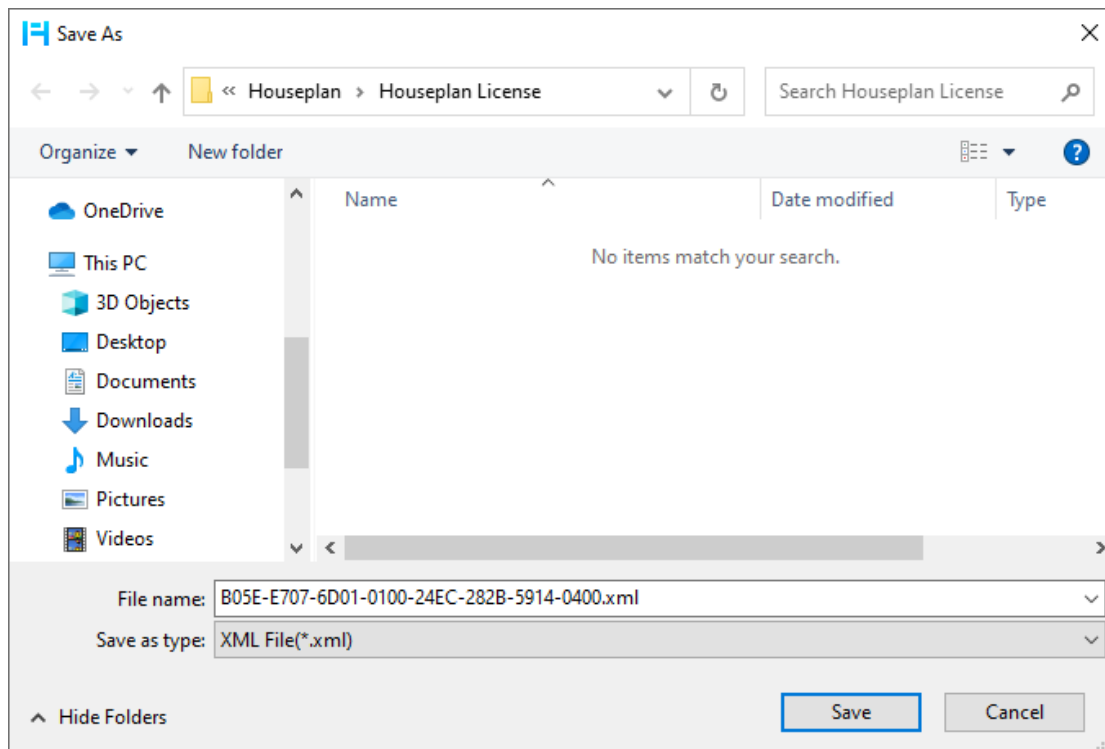 Save As
« Houseplan > Houseplan License
Search Houseplan License
Organize
New folder
?
Name
Date modified
Type
OneDrive
This PC
3D Objects
Desktop
Documents
Downloads
Music
Pictures
Videos
No items match your search.
File name: B05E-E707-6D01-0100-24EC-282B-5914-0400.xml
Save as type: XML File(*.xml)
Hide Folders
Save
Cancel